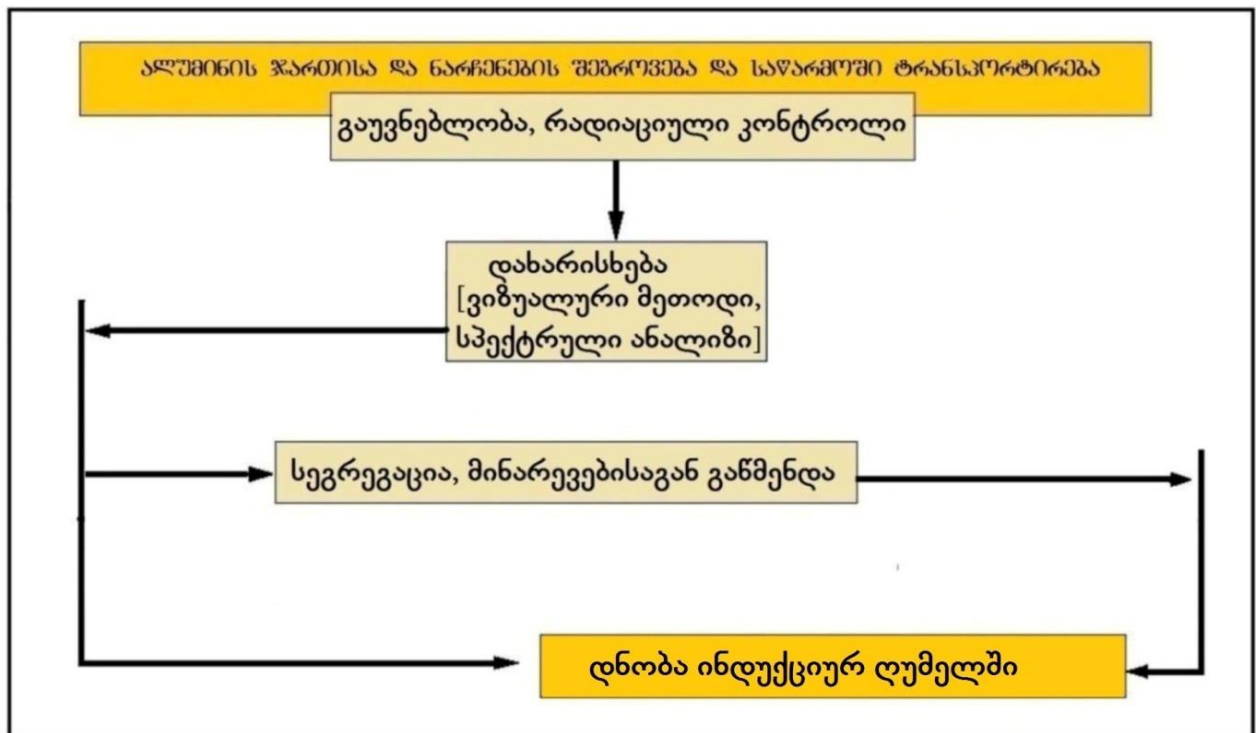 ალუმინის ჯართისა და ნარჩენების შეგროვება და საწარმოში ტრანსპორტირება
გაუვნებლობა, რადიაციული კონტროლი
დახარისხება
[ვიზუალური მეთოდი,
სპექტრული ანალიზი]
სეგრეგაცია, მინარევებისაგან გაწმენდა
დნობა ინდუქციურ ღუმელში